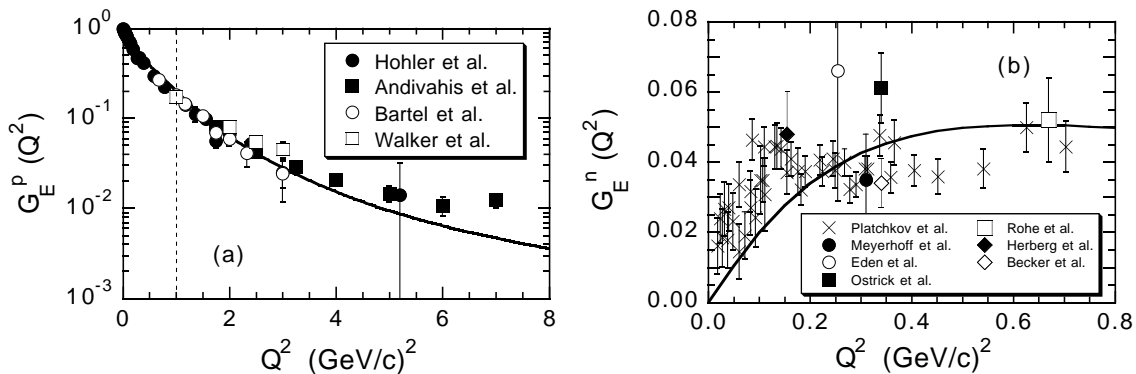 10^0
10^-1
10^-2
10^-3
G_E^p (Q^2)
0
2
4
6
8
Q^2 (GeV/c)^2
Hohler et al.
Andivahis et al.
Bartel et al.
Walker et al.
(a)
0.08
0.06
0.04
0.02
0.00
G_E^n (Q^2)
0.0
0.2
0.4
0.6
0.8
Q^2 (GeV/c)^2
(b)
Platchkov et al.
Meyerhoff et al.
Eden et al.
Ostrick et al.
Rohe et al.
Herberg et al.
Becker et al.